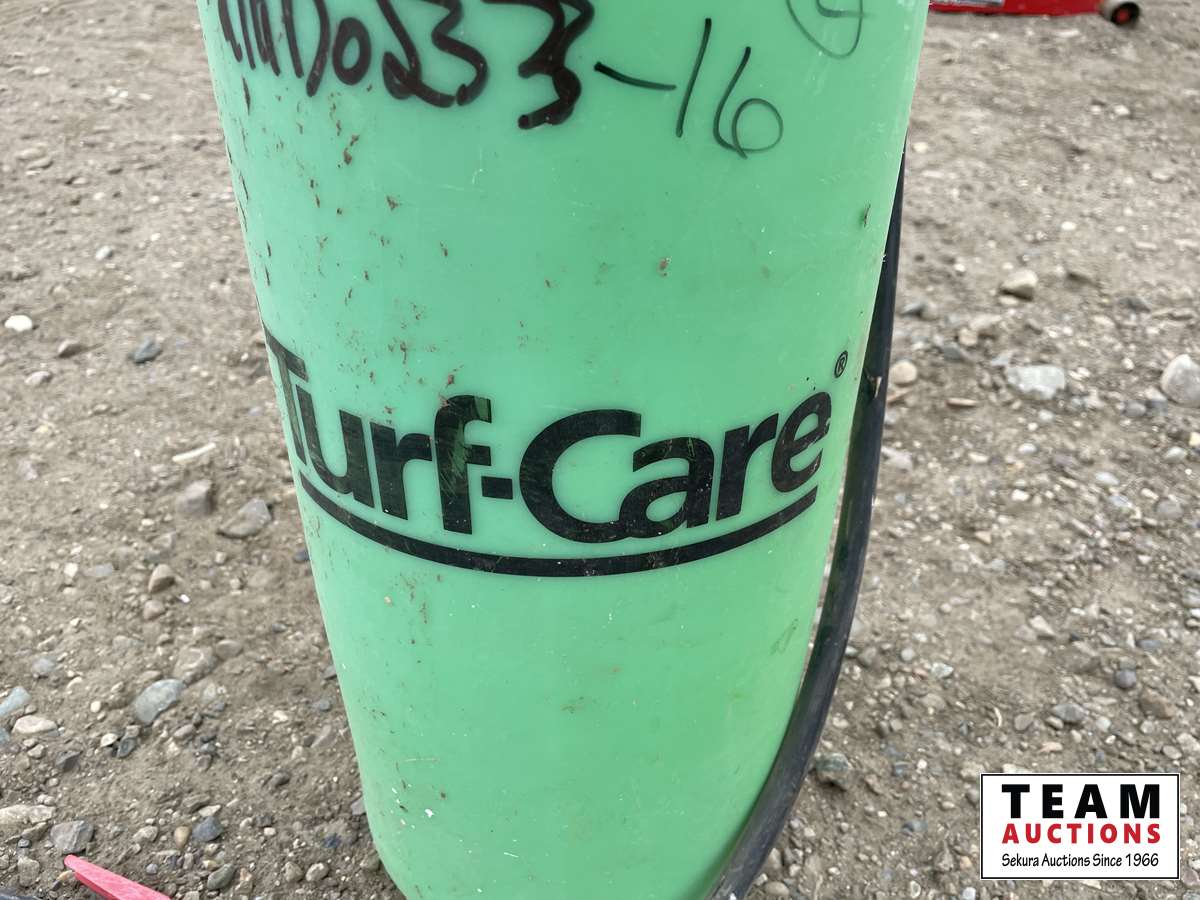 -16
Turf-Care®
TEAM
AUCTIONS
Sekura Auctions Since 1966